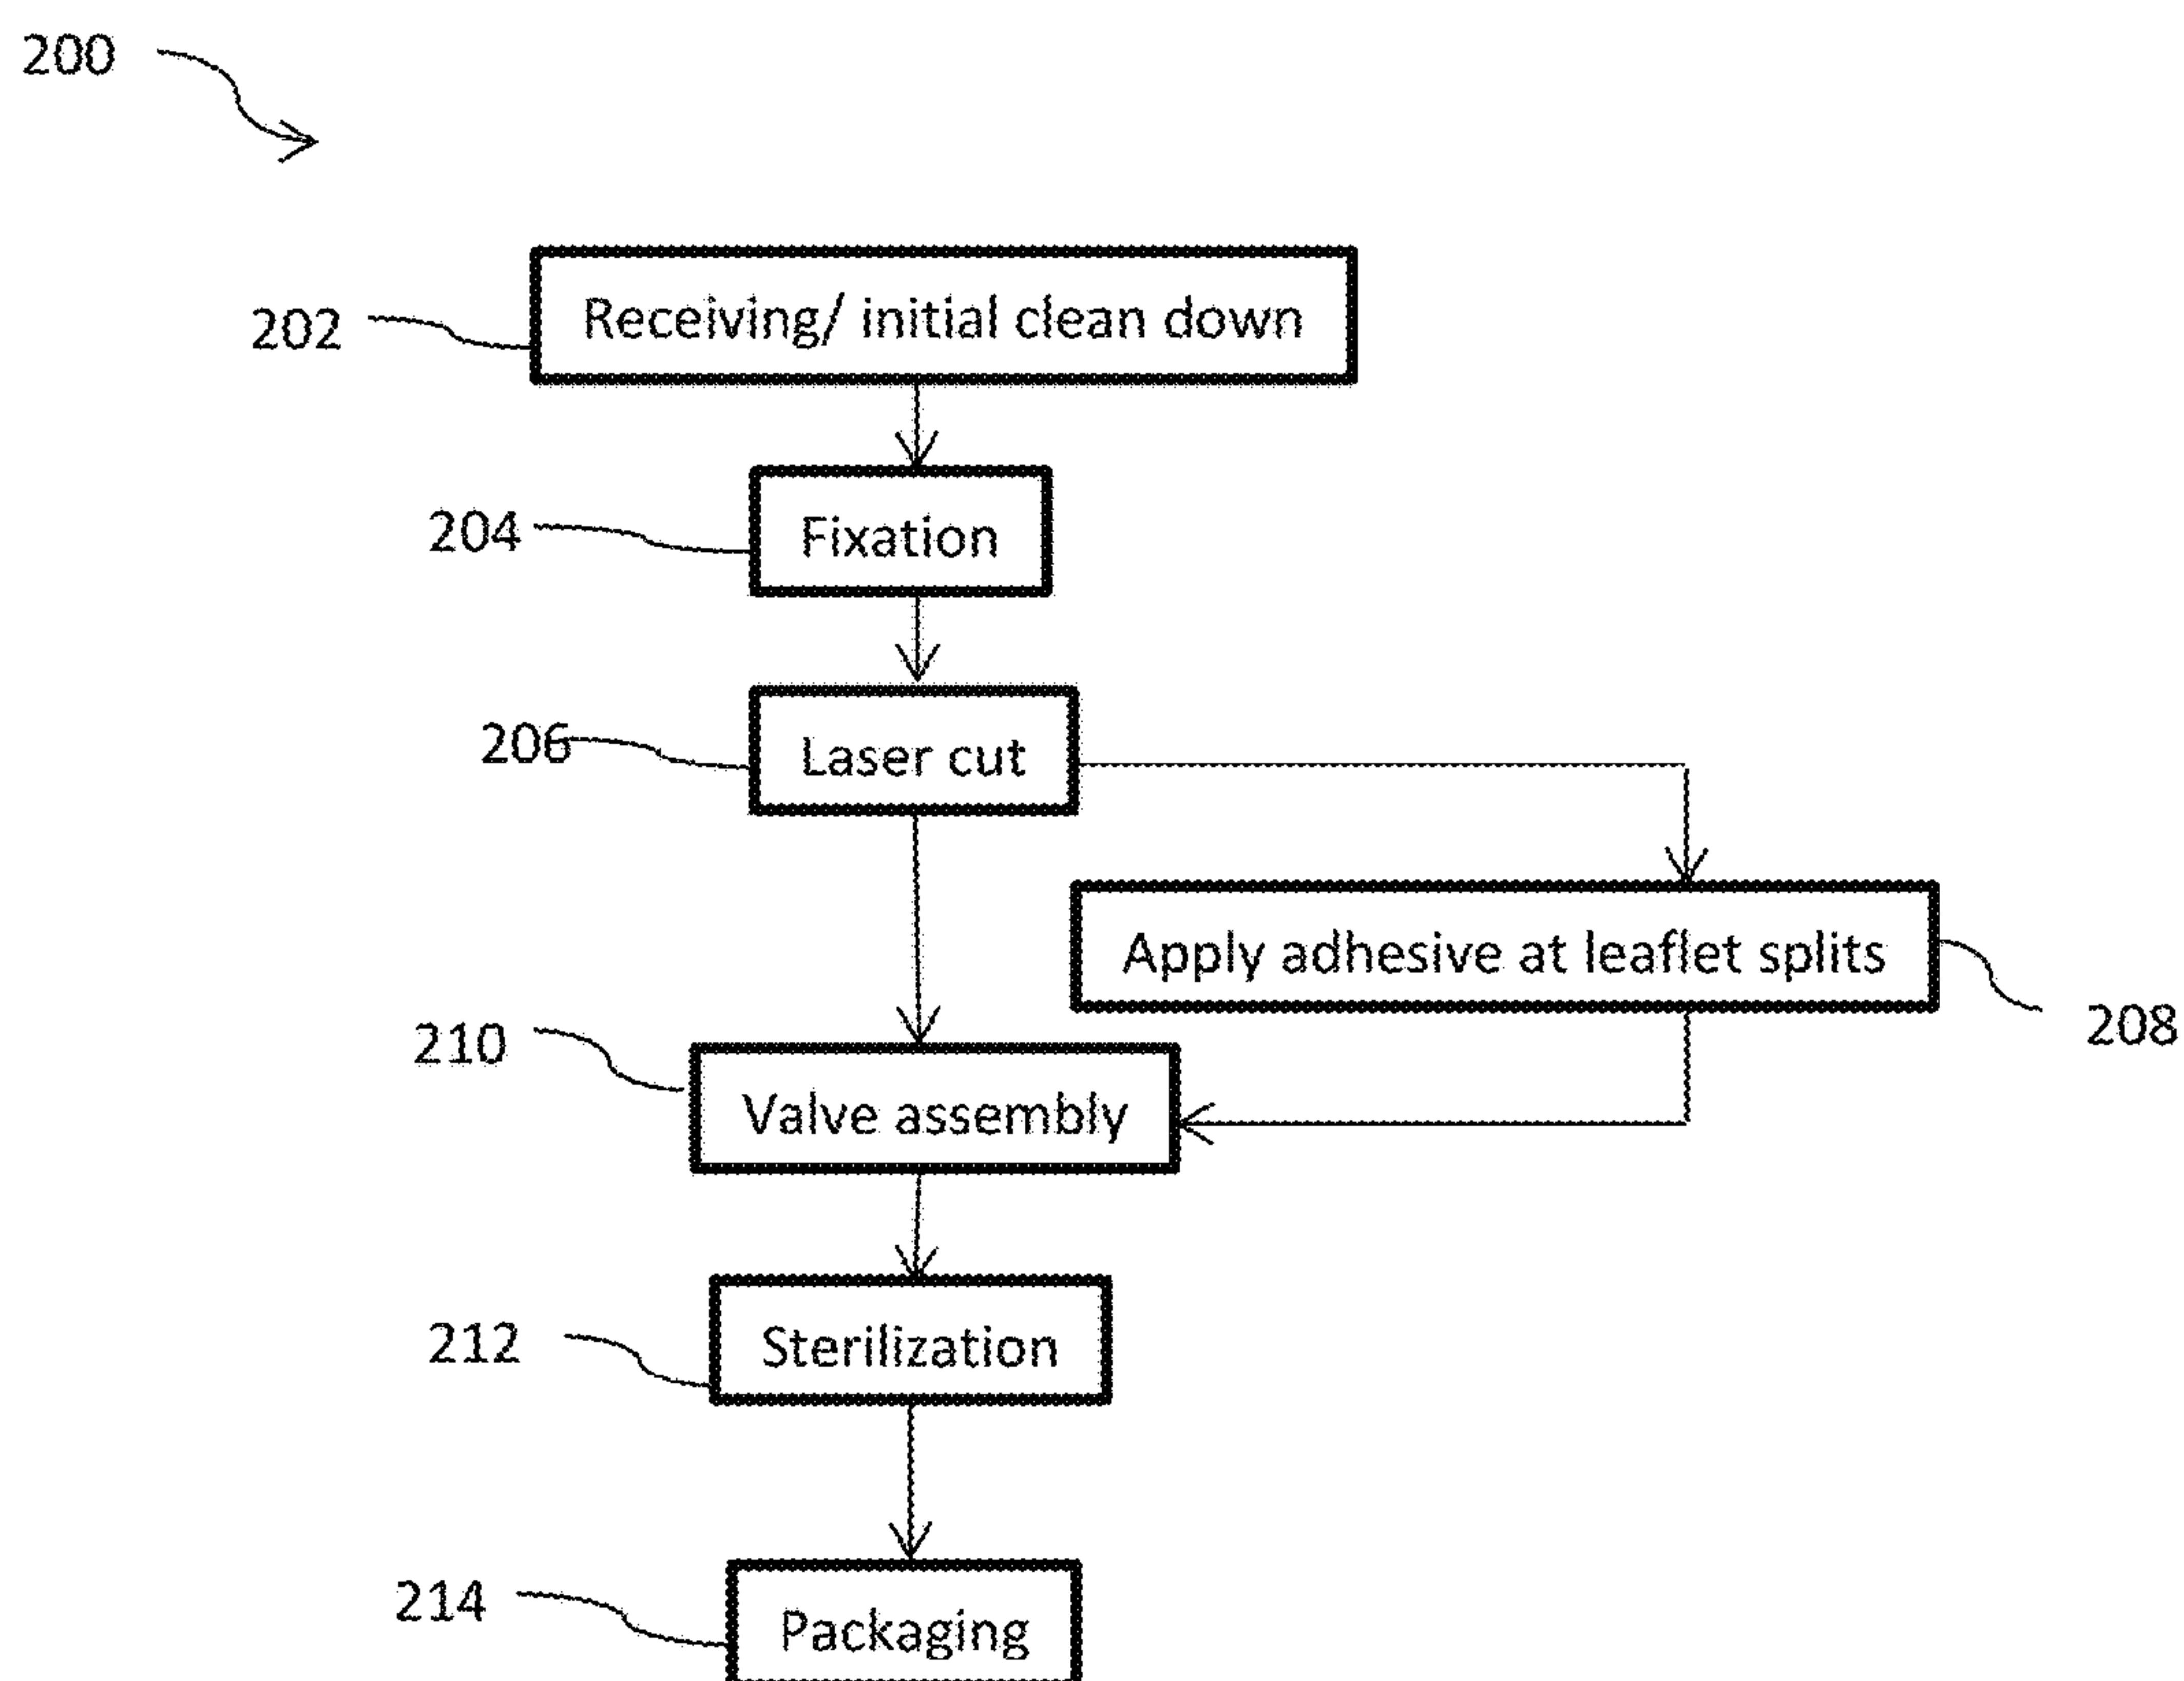 200
202
Receiving/ initial clean down
204
Fixation
206
Laser cut
Apply adhesive at leaflet splits
208
210
Valve assembly
212
Sterilization
214
Packaging